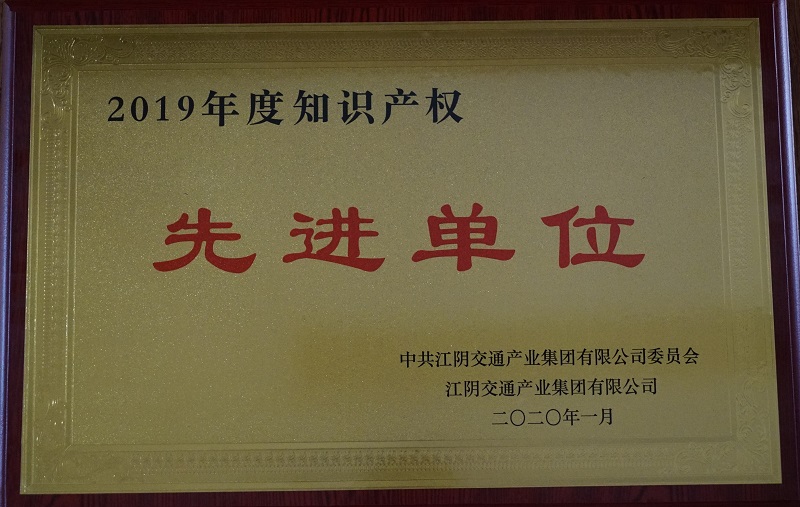 2019年度知识产权
先进单位
中共江阴交通产业集团有限公司委员会
江阴交通产业集团有限公司
二〇二〇年一月